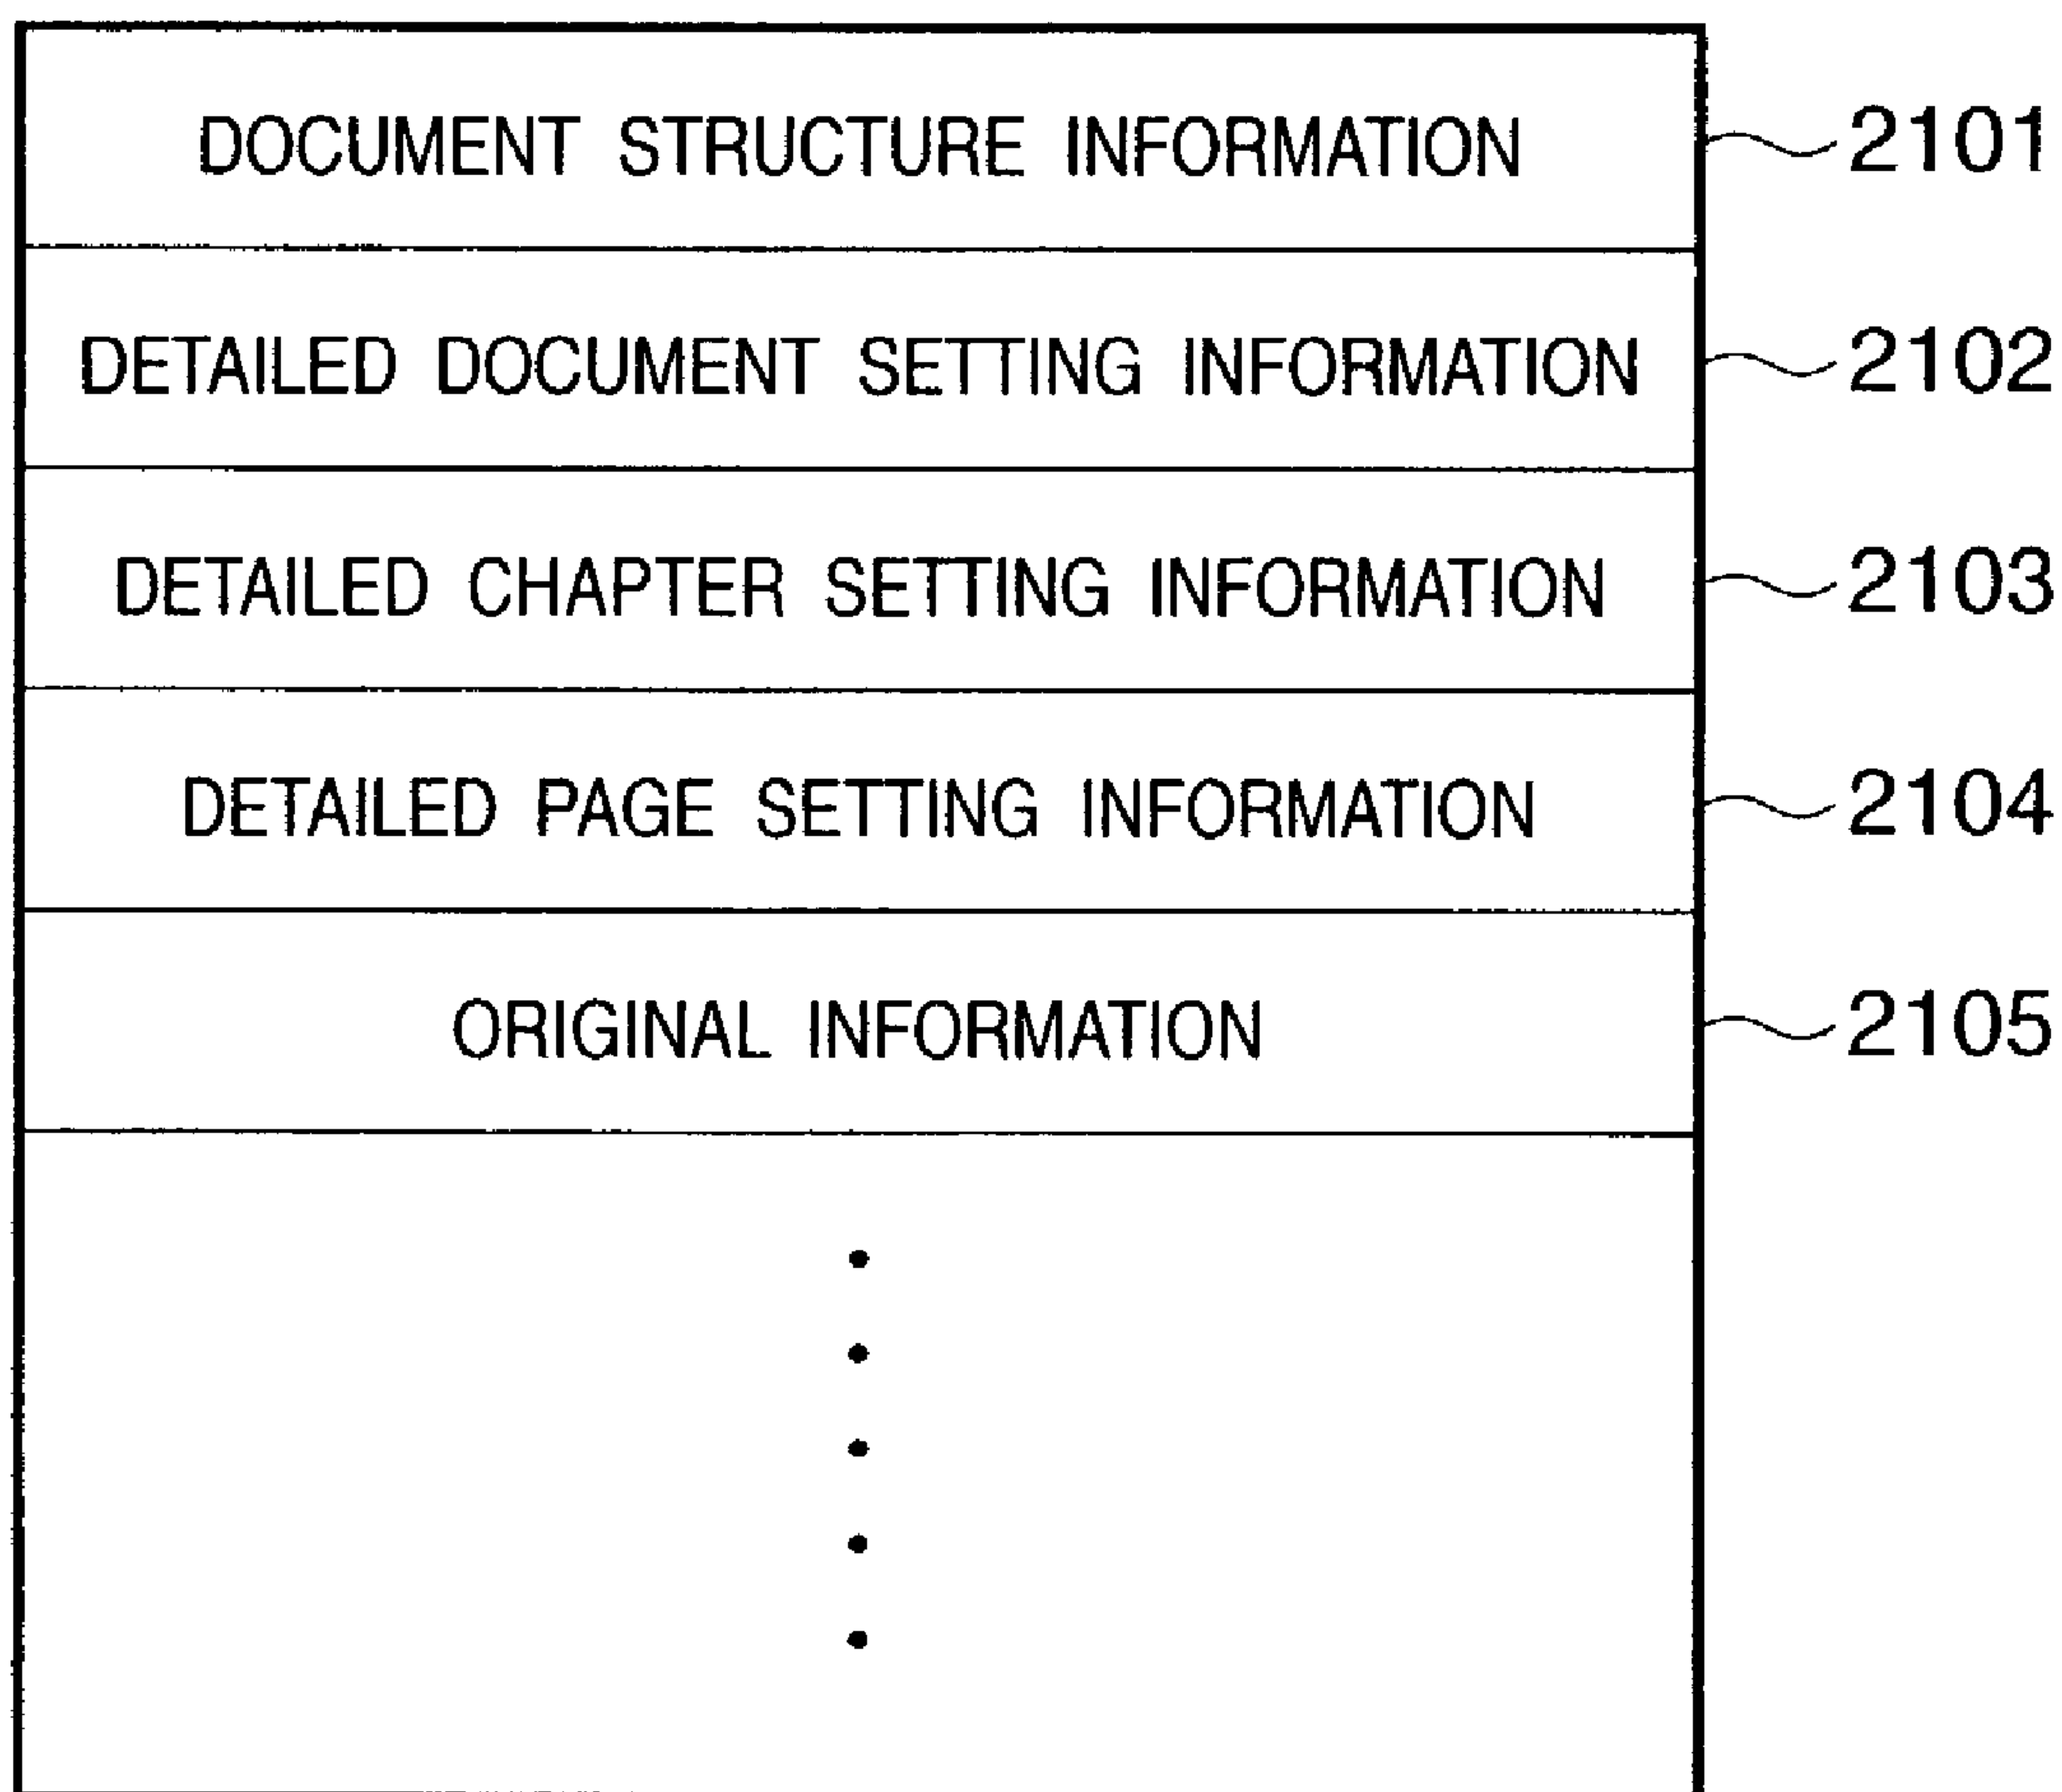 DOCUMENT STRUCTURE INFORMATION 2101
DETAILED DOCUMENT SETTING INFORMATION 2102
DETAILED CHAPTER SETTING INFORMATION 2103
DETAILED PAGE SETTING INFORMATION 2104
ORIGINAL INFORMATION 2105